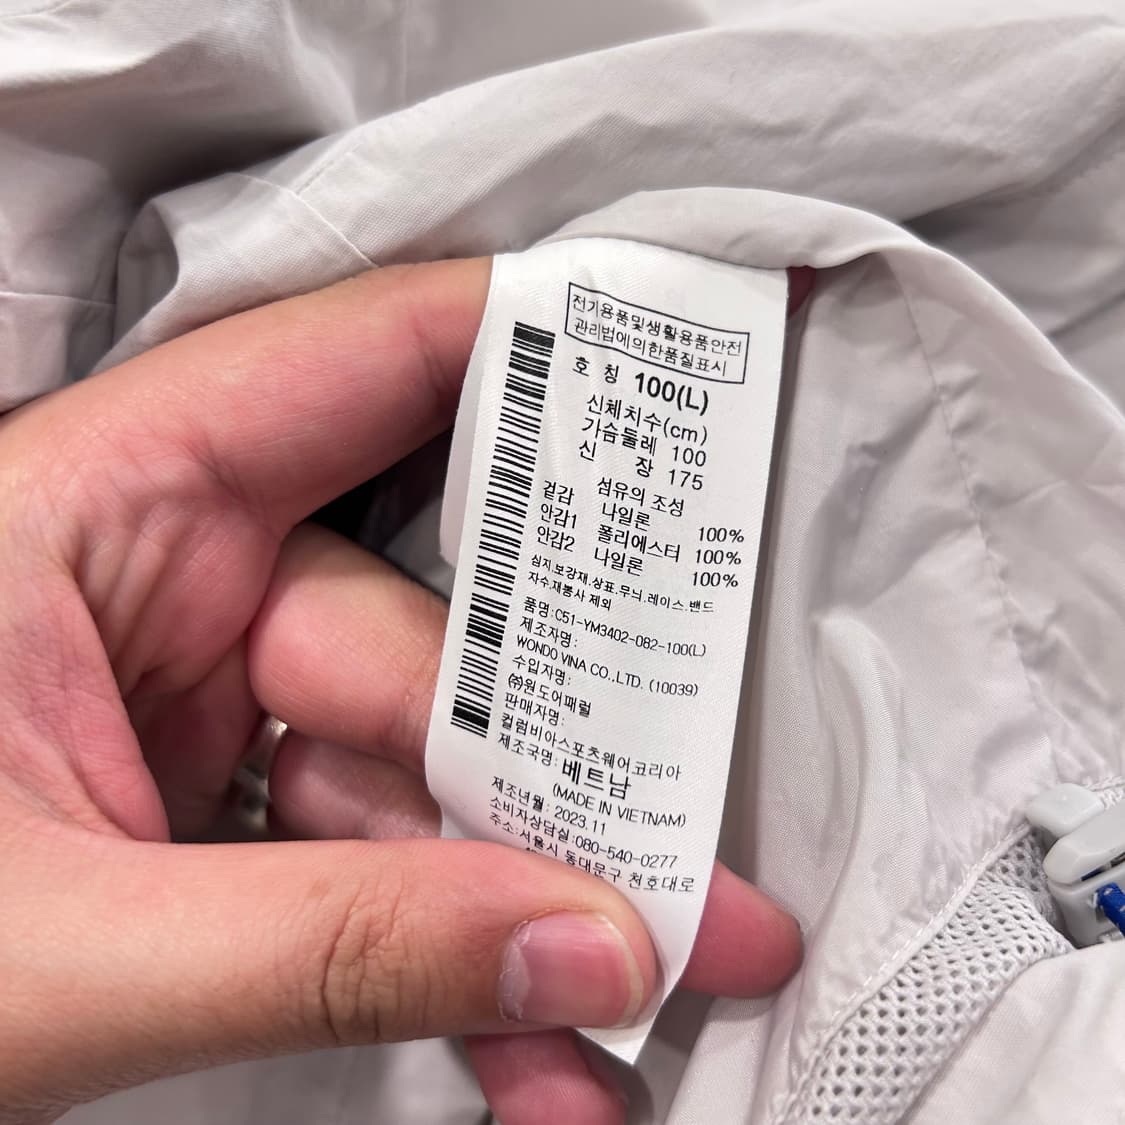 전기용품및생활용품안전
관리법에의한품질표시
호 칭 100(L)
신체치수(cm)
가슴둘레 100
신 장 175
섬유의 조성
겉감 나일론 100%
안감1 폴리에스터 100%
안감2 나일론 100%
심지.보강재.상표.무늬.레이스.밴드
자수.재봉사 제외
품명:C51-YM3402-082-100(L)
제조자명:
WONDO VINA CO.,LTD. (10039)
수입자명:
㈜원도어패럴
판매자명:
컬럼비아스포츠웨어코리아
제조국명: 베트남
(MADE IN VIETNAM)
제조년월: 2023.11
소비자상담실:080-540-0277
주소:서울시 동대문구 천호대로